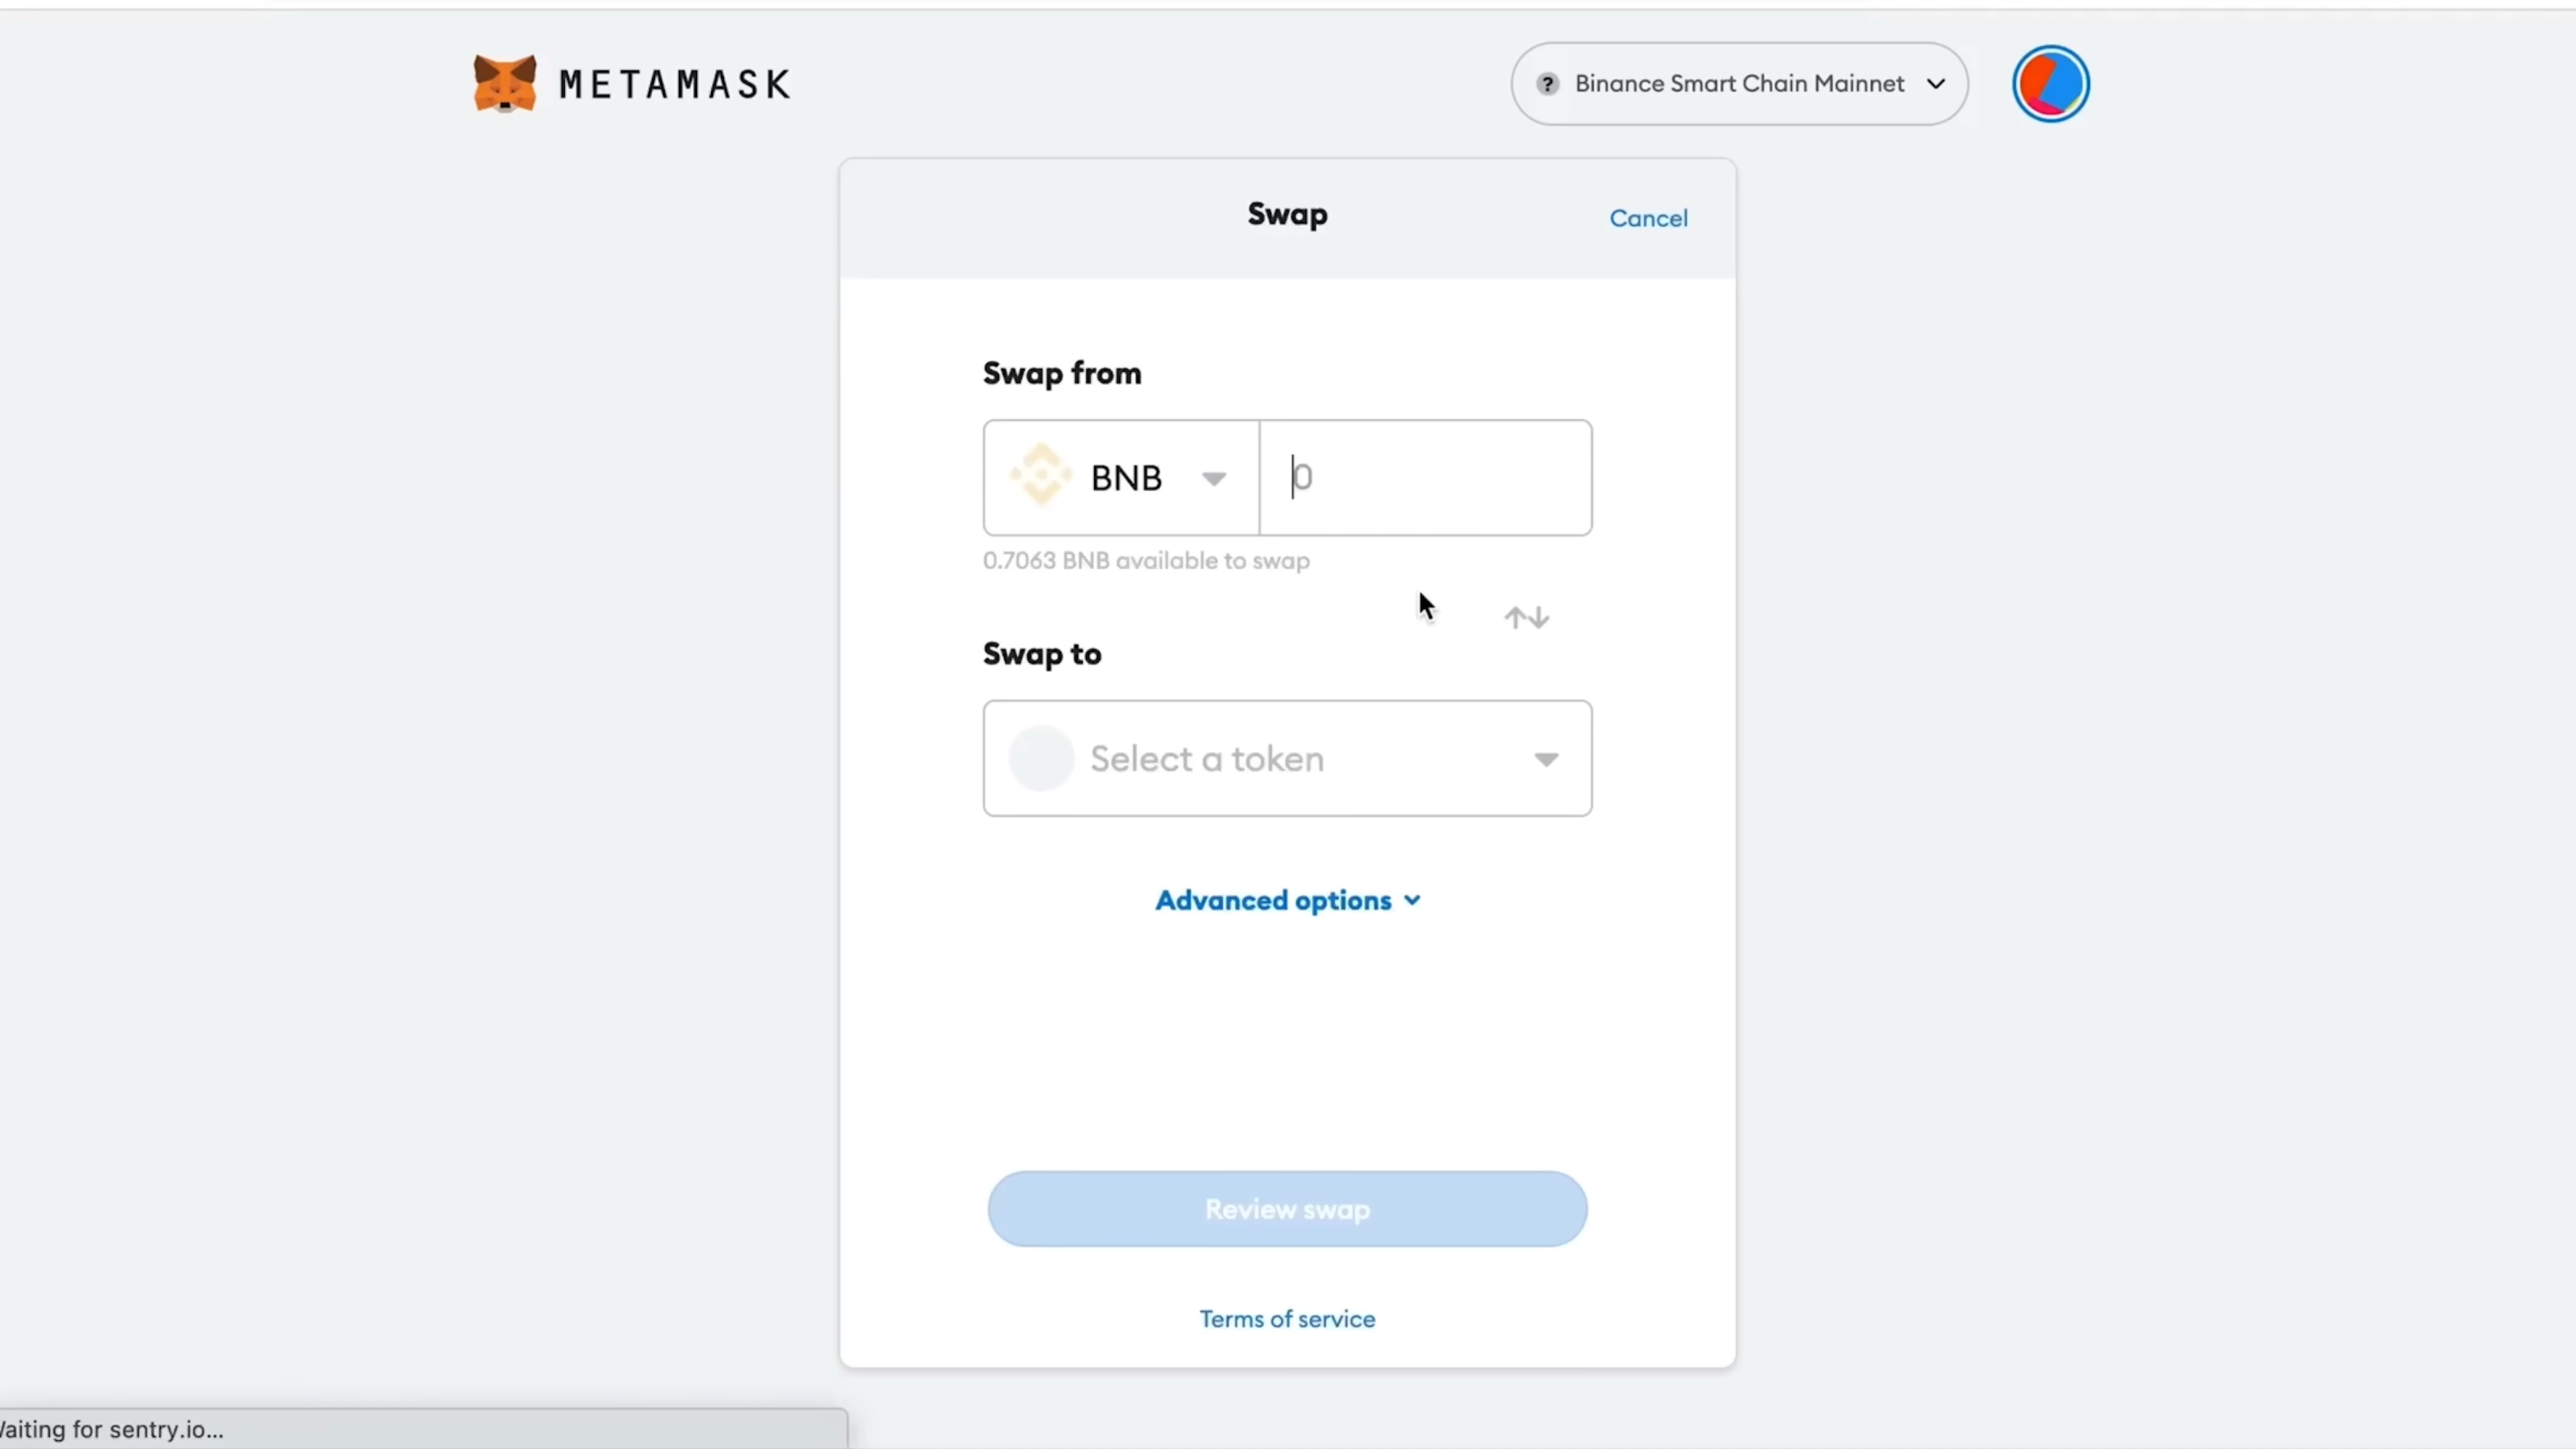 METAMASK
? Binance Smart Chain Mainnet
Swap
Cancel
Swap from
BNB
0
0.7063 BNB available to swap
Swap to
Select a token
Advanced options
Review swap
Terms of service
aiting for sentry.io...